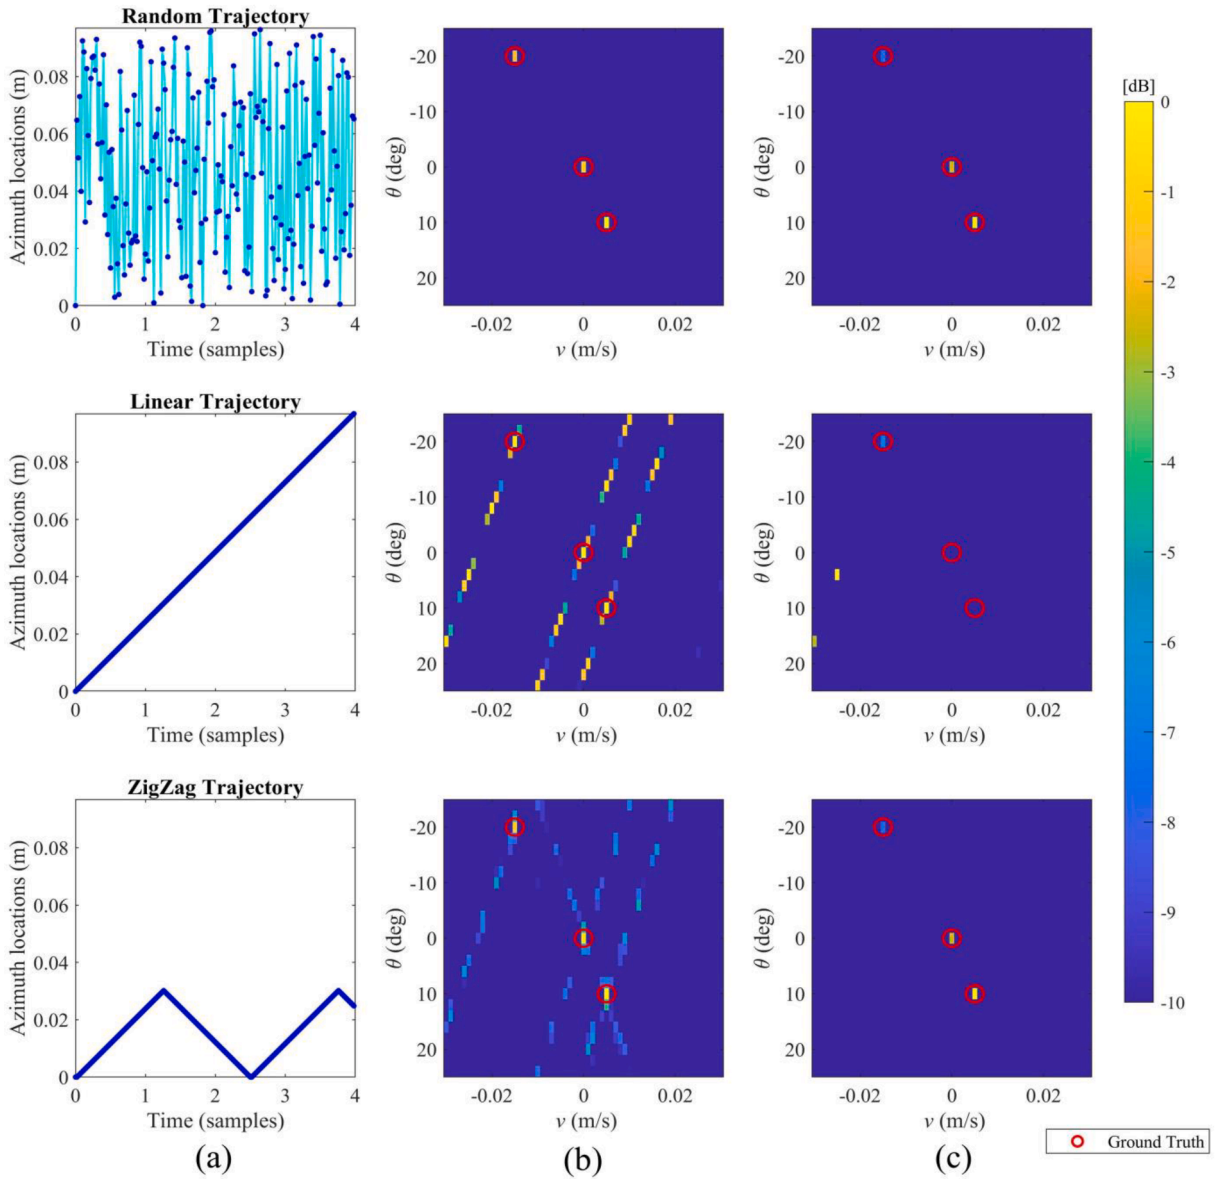 Random Trajectory
Azimuth locations (m)
0.08
0.06
0.04
0.02
0
0 1 2 3 4
Time (samples)
θ (deg)
-20
-10
0
10
20
-0.02 0 0.02
v (m/s)
θ (deg)
-20
-10
0
10
20
-0.02 0 0.02
v (m/s)
Linear Trajectory
Azimuth locations (m)
0.08
0.06
0.04
0.02
0
0 1 2 3 4
Time (samples)
θ (deg)
-20
-10
0
10
20
-0.02 0 0.02
v (m/s)
θ (deg)
-20
-10
0
10
20
-0.02 0 0.02
v (m/s)
ZigZag Trajectory
Azimuth locations (m)
0.08
0.06
0.04
0.02
0
0 1 2 3 4
Time (samples)
θ (deg)
-20
-10
0
10
20
-0.02 0 0.02
v (m/s)
θ (deg)
-20
-10
0
10
20
-0.02 0 0.02
v (m/s)
[dB]
0
-1
-2
-3
-4
-5
-6
-7
-8
-9
-10
Ground Truth
(a) (b) (c)